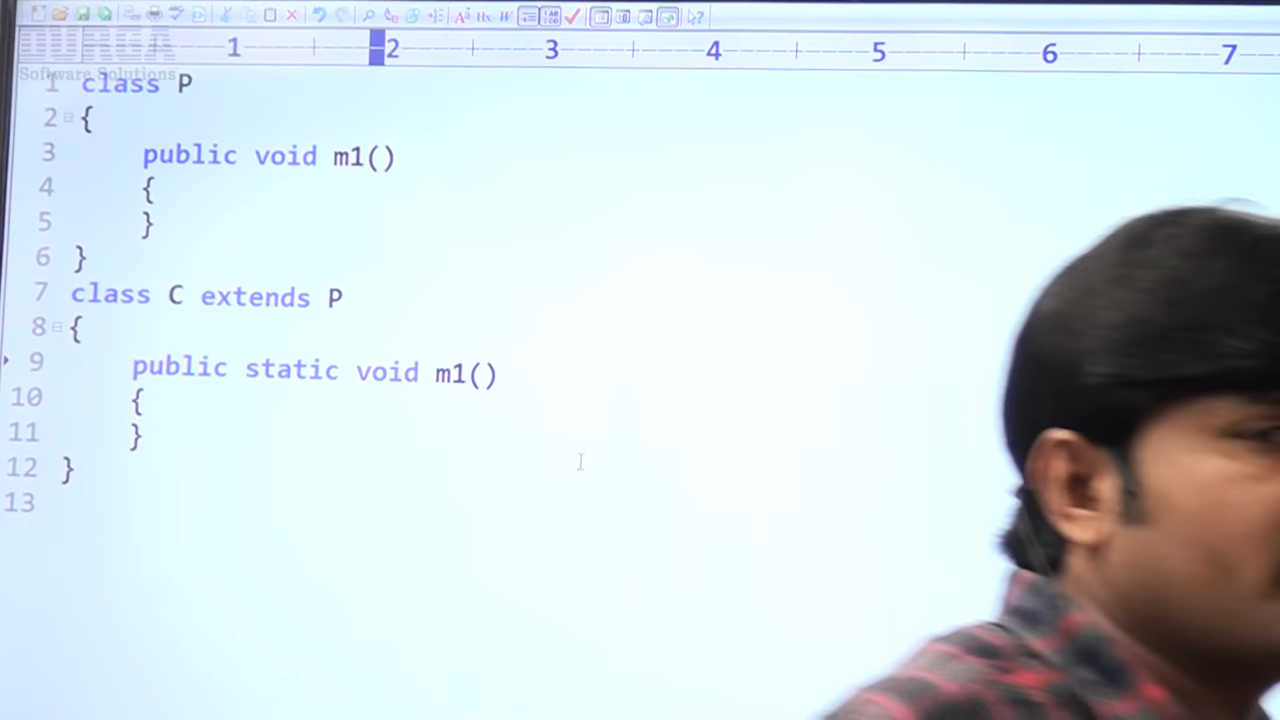 1 2 3 4 5 6 7
Software Solutions
1 class P
2 {
3 public void m1()
4 {
5 }
6 }
7 class C extends P
8 {
9 public static void m1()
10 {
11 }
12 }
13